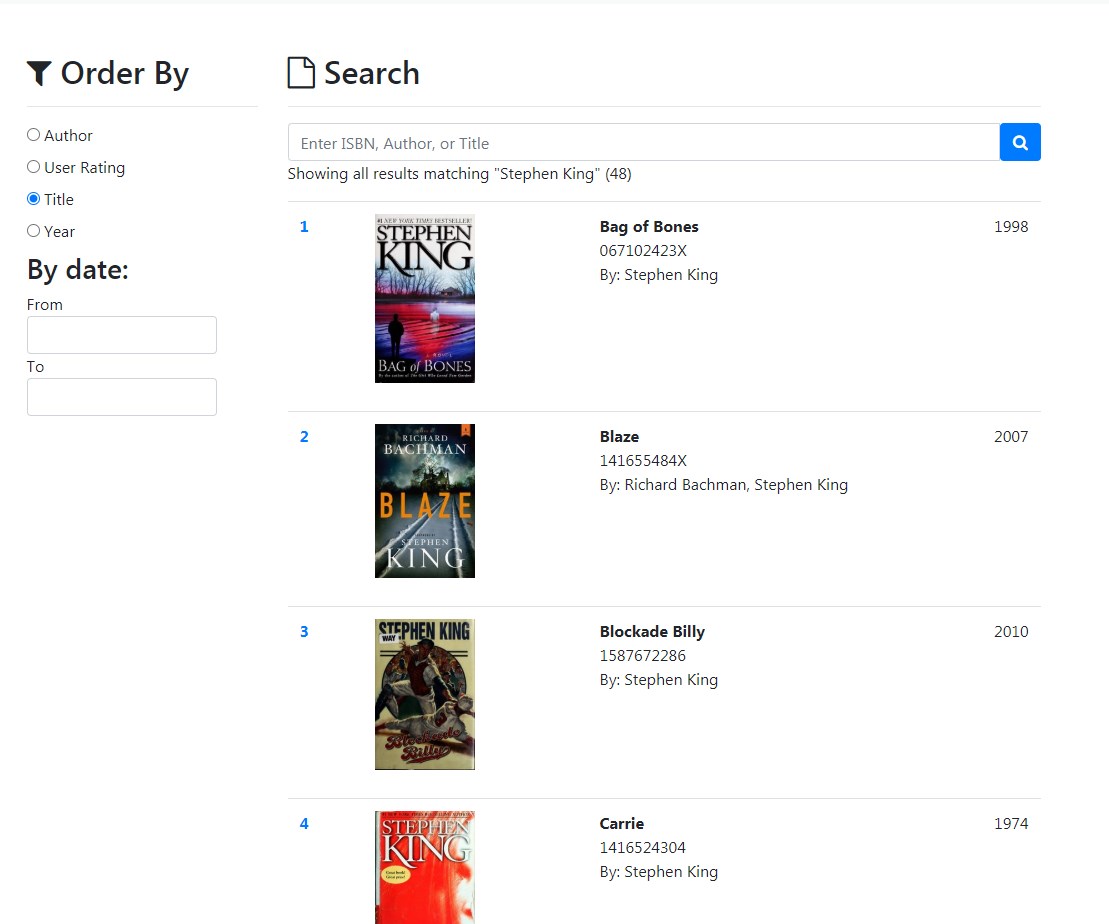 Order By
Author
User Rating
Title
Year
By date:
From
To
Search
Enter ISBN, Author, or Title
Showing all results matching "Stephen King" (48)
1
#1 NEW YORK TIMES BESTSELLER!
STEPHEN
KING
A NOVEL
BAG of BONES
Bag of Bones
067102423X
By: Stephen King
1998
2
RICHARD
BACHMAN
BLAZE
STEPHEN
KING
Blaze
141655484X
By: Richard Bachman, Stephen King
2007
3
STEPHEN KING
WAY
Blockade
Billy
Blockade Billy
1587672286
By: Stephen King
2010
4
STEPHEN
KING
Carrie
1416524304
By: Stephen King
1974